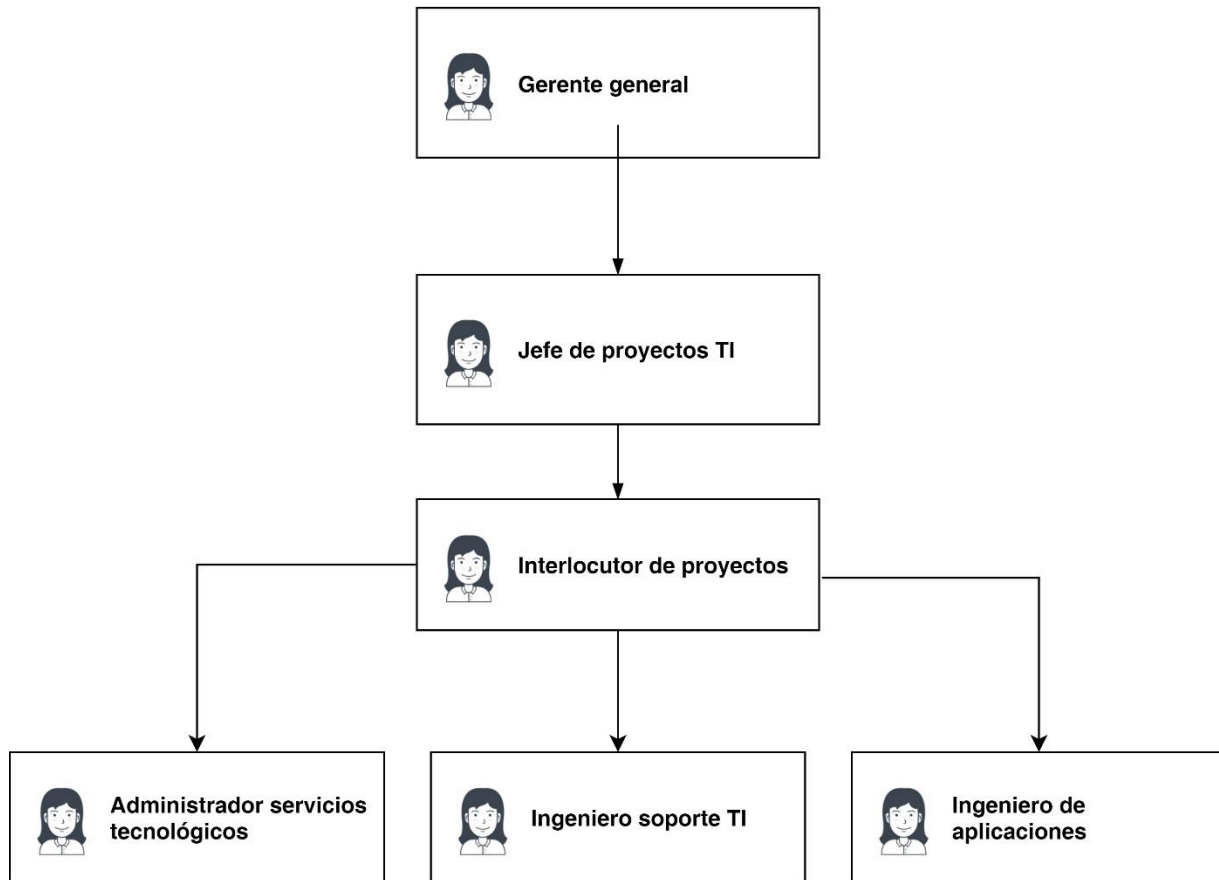 Gerente general
Jefe de proyectos TI
Interlocutor de proyectos
Administrador servicios
tecnológicos
Ingeniero soporte TI
Ingeniero de
aplicaciones